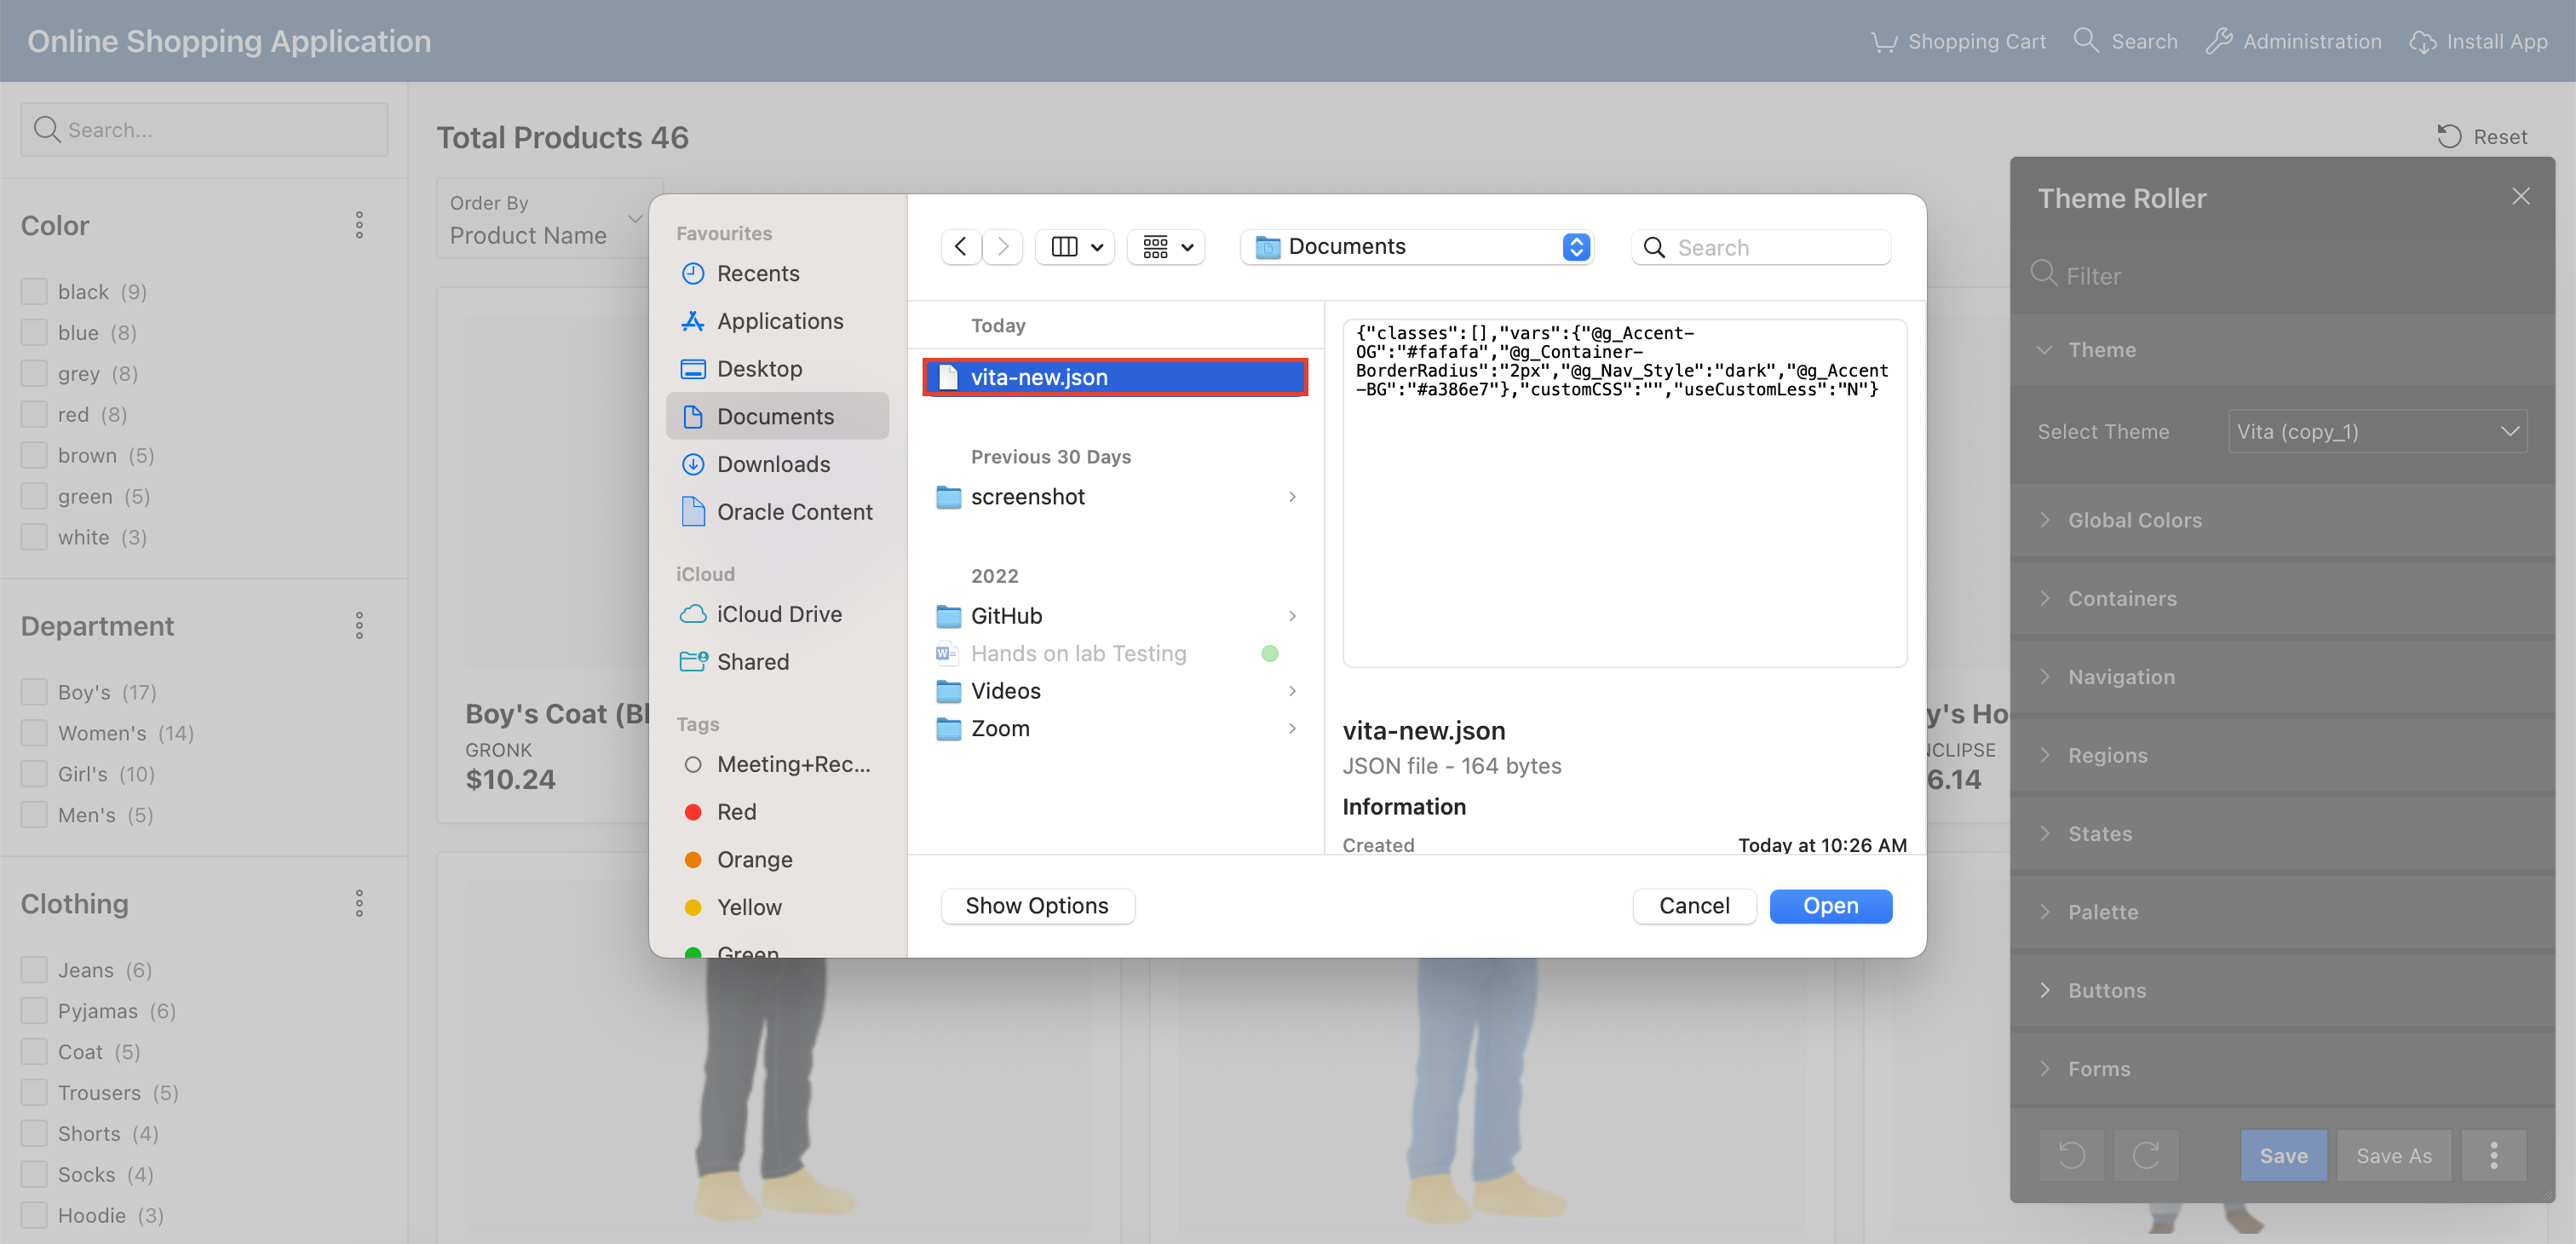 Online Shopping Application
Shopping Cart
Search
Administration
Install App
Search...
Color
black (9)
blue (8)
grey (8)
red (8)
brown (5)
green (5)
white (3)
Department
Boy's (17)
Women's (14)
Girl's (10)
Men's (5)
Clothing
Jeans (6)
Pyjamas (6)
Coat (5)
Trousers (5)
Shorts (4)
Socks (4)
Hoodie (3)
Total Products 46
Reset
Order By
Product Name
Boy's Coat (Bl
GRONK
$10.24
y's Ho
NCLIPSE
6.14
Favourites
Recents
Applications
Desktop
Documents
Downloads
Oracle Content
iCloud
iCloud Drive
Shared
Tags
Meeting+Rec...
Red
Orange
Yellow
Green
Documents
Search
Today
vita-new.json
Previous 30 Days
screenshot
2022
GitHub
Hands on lab Testing
Videos
Zoom
{"classes":[],"vars":{"@g_Accent-
OG":"#fafafa","@g_Container-
BorderRadius":"2px","@g_Nav_Style":"dark","@g_Accent
-BG":"#a386e7"},"customCSS":"","useCustomLess":"N"}
vita-new.json
JSON file - 164 bytes
Information
Created
Today at 10:26 AM
Show Options
Cancel
Open
Theme Roller
Filter
Theme
Select Theme
Vita (copy_1)
Global Colors
Containers
Navigation
Regions
States
Palette
Buttons
Forms
Save
Save As